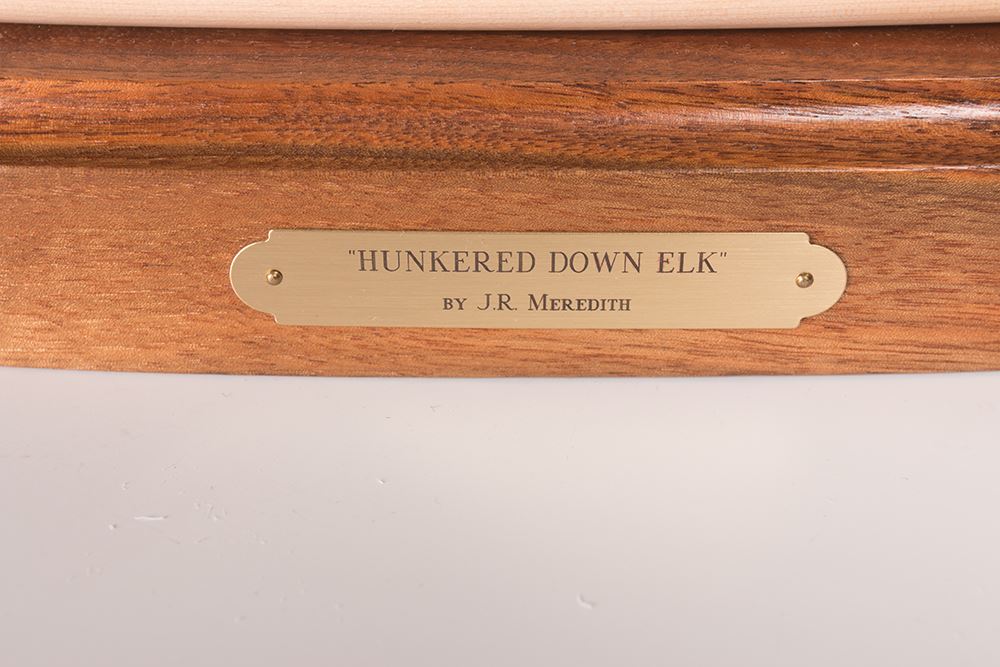 "HUNKERED DOWN ELK"
BY J.R. MEREDITH